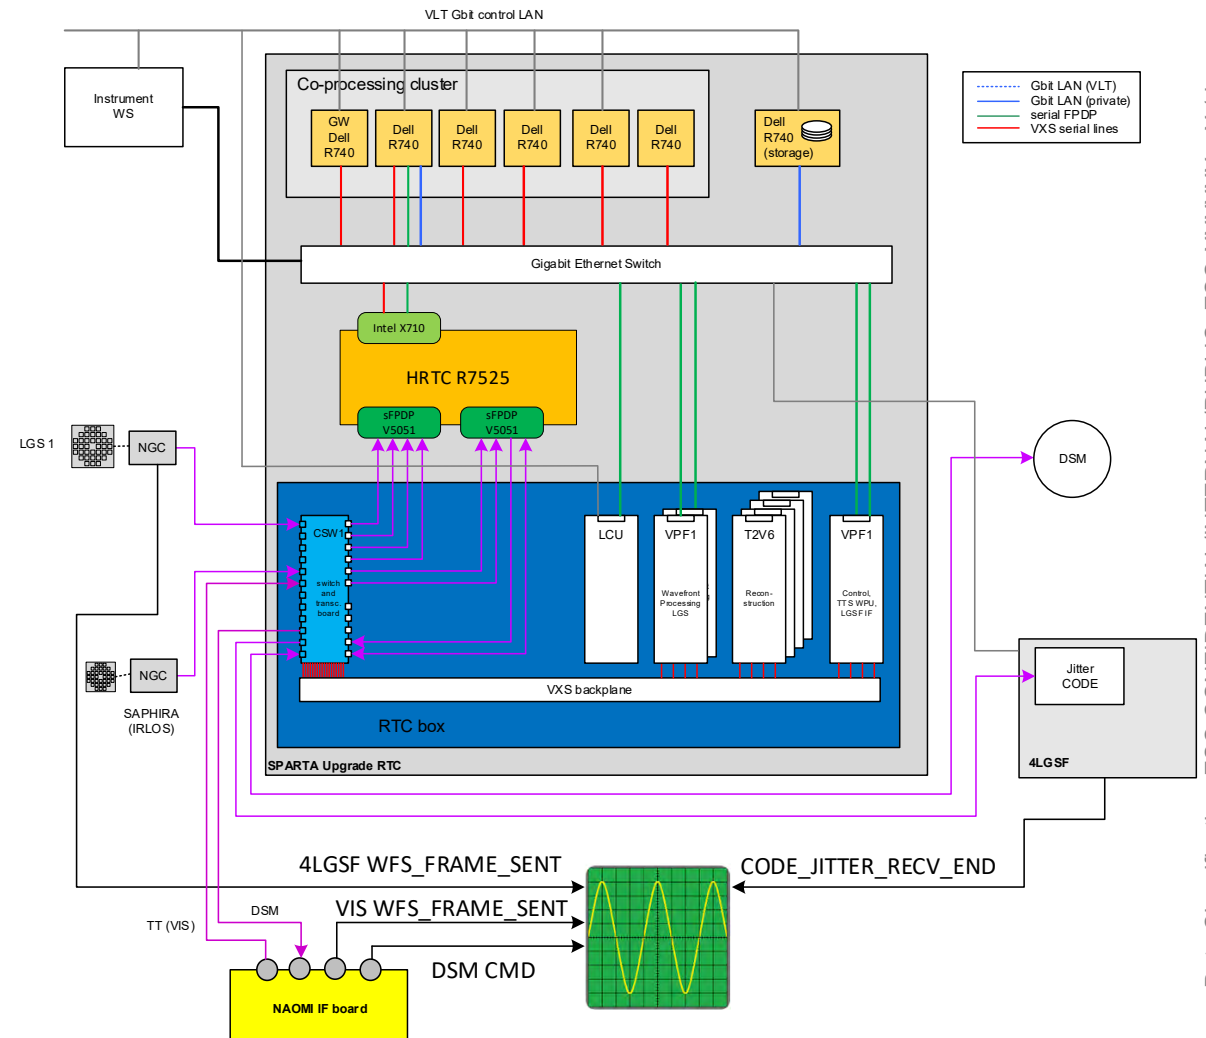 VLT Gbit control LAN
Instrument
WS
Co-processing cluster
GW
Dell
R740
Dell
R740
Dell
R740
Dell
R740
Dell
R740
Dell
R740
Dell
R740
(storage)
Gbit LAN (VLT)
Gbit LAN (private)
serial FPDP
VXS serial lines
Gigabit Ethernet Switch
Intel X710
HRTC R7525
sFPDP
V5051
sFPDP
V5051
LGS 1
NGC
DSM
CSW1
switch
and
transc.
board
LCU
VPF1
Wavefront
Processing
LGS
T2V6
Recon-
struction
VPF1
Control,
TTS WPU,
LGSF IF
VXS backplane
RTC box
SPARTA Upgrade RTC
NGC
SAPHIRA
(IRLOS)
Jitter
CODE
4LGSF
4LGSF WFS_FRAME_SENT
CODE_JITTER_RECV_END
VIS WFS_FRAME_SENT
DSM
TT (VIS)
DSM CMD
NAOMI IF board